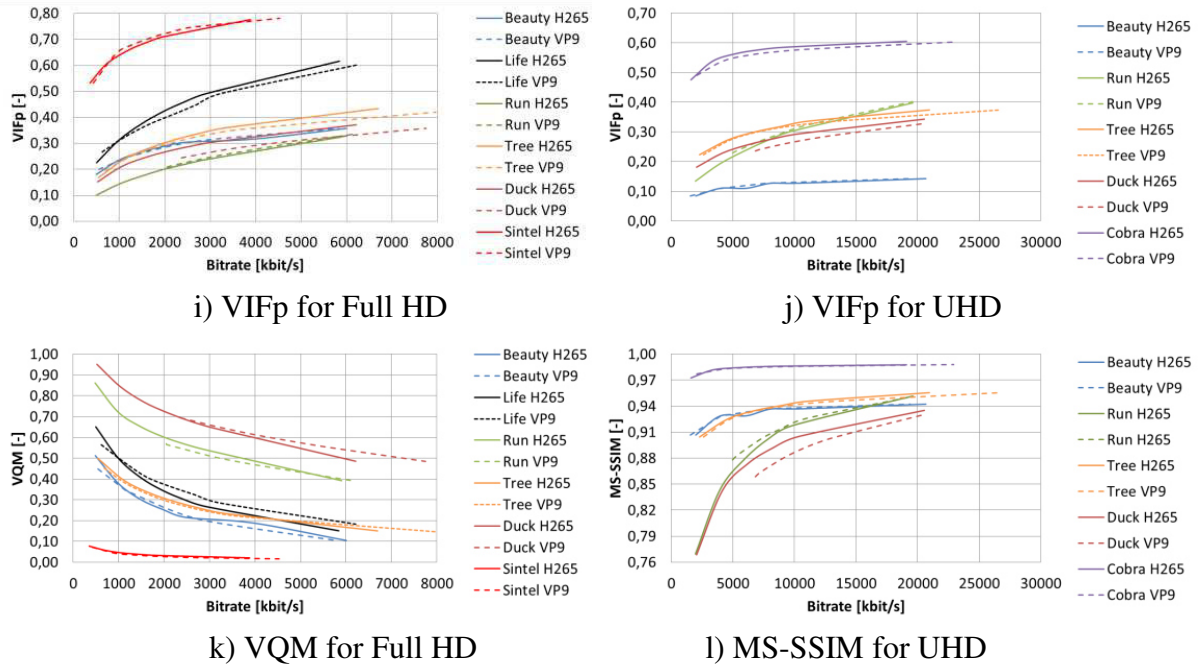 0,80
0,70
0,60
0,50
0,40
0,30
0,20
0,10
0,00
VIFp [-]
0 1000 2000 3000 4000 5000 6000 7000 8000
Bitrate [kbit/s]
Beauty H265
Beauty VP9
Life H265
Life VP9
Run H265
Run VP9
Tree H265
Tree VP9
Duck H265
Duck VP9
Sintel H265
Sintel VP9
i) VIFp for Full HD
0,70
0,60
0,50
0,40
0,30
0,20
0,10
0,00
VIFp [-]
0 5000 10000 15000 20000 25000 30000
Bitrate [kbit/s]
Beauty H265
Beauty VP9
Run H265
Run VP9
Tree H265
Tree VP9
Duck H265
Duck VP9
Cobra H265
Cobra VP9
j) VIFp for UHD
1,00
0,90
0,80
0,70
0,60
0,50
0,40
0,30
0,20
0,10
0,00
VQM [-]
0 1000 2000 3000 4000 5000 6000 7000 8000
Bitrate [kbit/s]
Beauty H265
Beauty VP9
Life H265
Life VP9
Run H265
Run VP9
Tree H265
Tree VP9
Duck H265
Duck VP9
Sintel H265
Sintel VP9
k) VQM for Full HD
1,00
0,97
0,94
0,91
0,88
0,85
0,82
0,79
0,76
MS-SSIM [-]
0 5000 10000 15000 20000 25000 30000
Bitrate [kbit/s]
Beauty H265
Beauty VP9
Run H265
Run VP9
Tree H265
Tree VP9
Duck H265
Duck VP9
Cobra H265
Cobra VP9
l) MS-SSIM for UHD